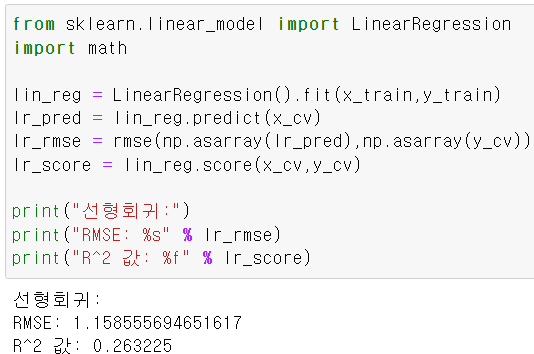 from sklearn.linear_model import LinearRegression
import math
lin_reg = LinearRegression().fit(x_train,y_train)
lr_pred = lin_reg.predict(x_cv)
lr_rmse = rmse(np.asarray(lr_pred),np.asarray(y_cv))
lr_score = lin_reg.score(x_cv,y_cv)
print("선형회귀:")
print("RMSE: %s" % lr_rmse)
print("R^2 값: %f" % lr_score)
선형회귀:
RMSE: 1.158555694651617
R^2 값: 0.263225